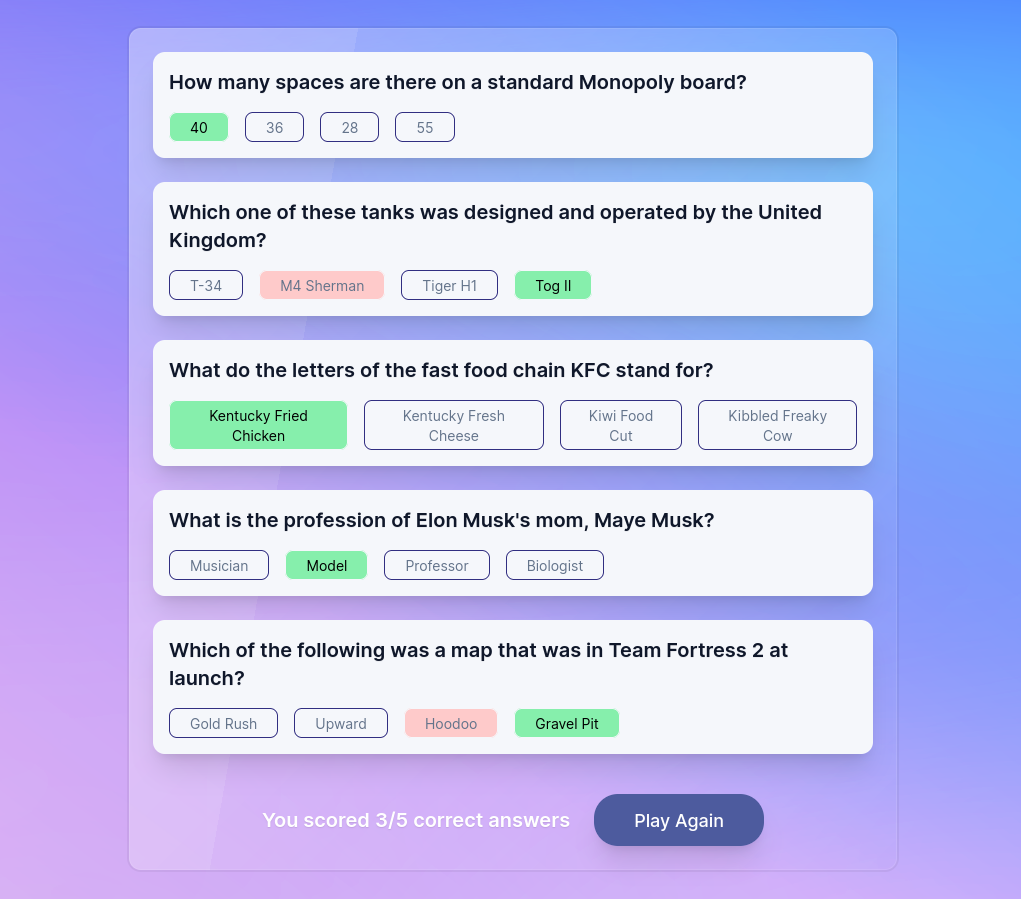 How many spaces are there on a standard Monopoly board?
40 36 28 55
Which one of these tanks was designed and operated by the United
Kingdom?
T-34 M4 Sherman Tiger H1 Tog II
What do the letters of the fast food chain KFC stand for?
Kentucky Fried Chicken Kentucky Fresh Cheese Kiwi Food Cut Kibbled Freaky Cow
What is the profession of Elon Musk's mom, Maye Musk?
Musician Model Professor Biologist
Which of the following was a map that was in Team Fortress 2 at
launch?
Gold Rush Upward Hoodoo Gravel Pit
You scored 3/5 correct answers Play Again